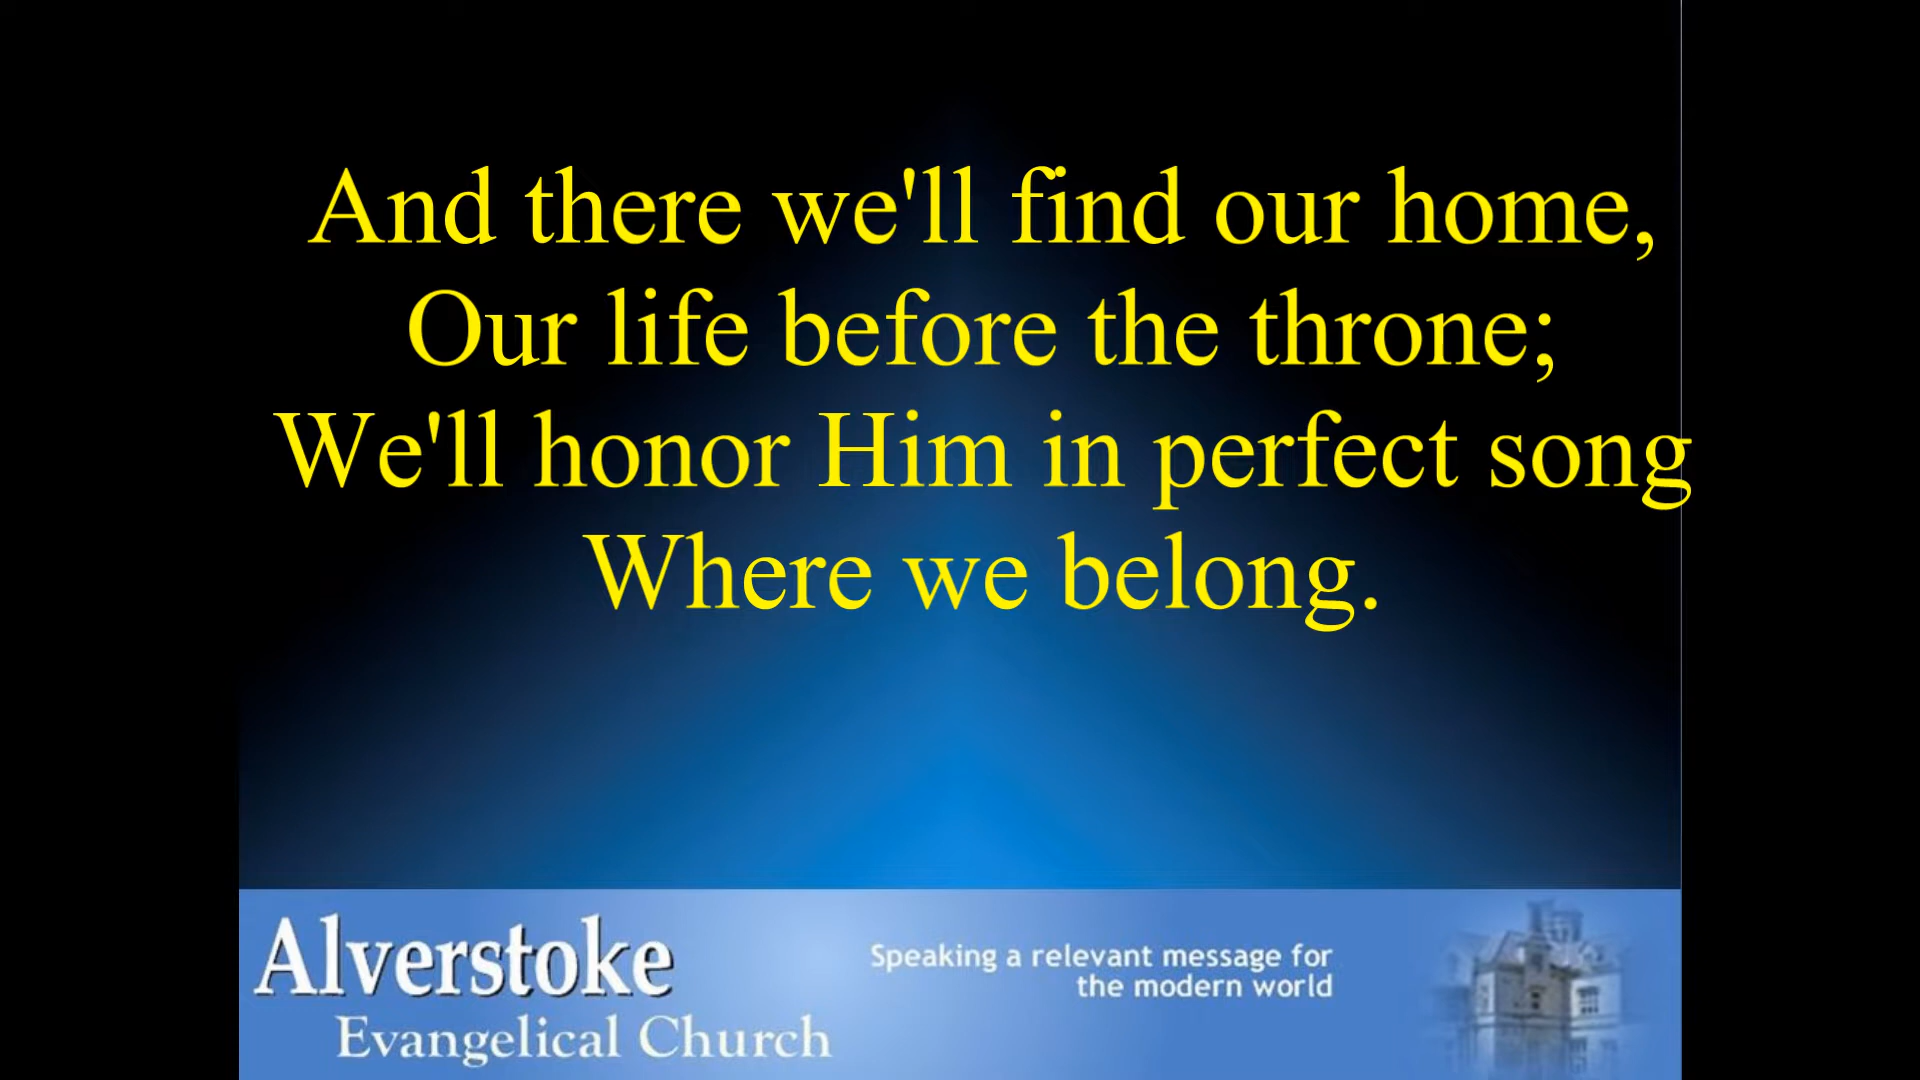 And there we'll find our home,
Our life before the throne;
We'll honor Him in perfect song
Where we belong.
Alverstoke
Evangelical Church
Speaking a relevant message for
the modern world